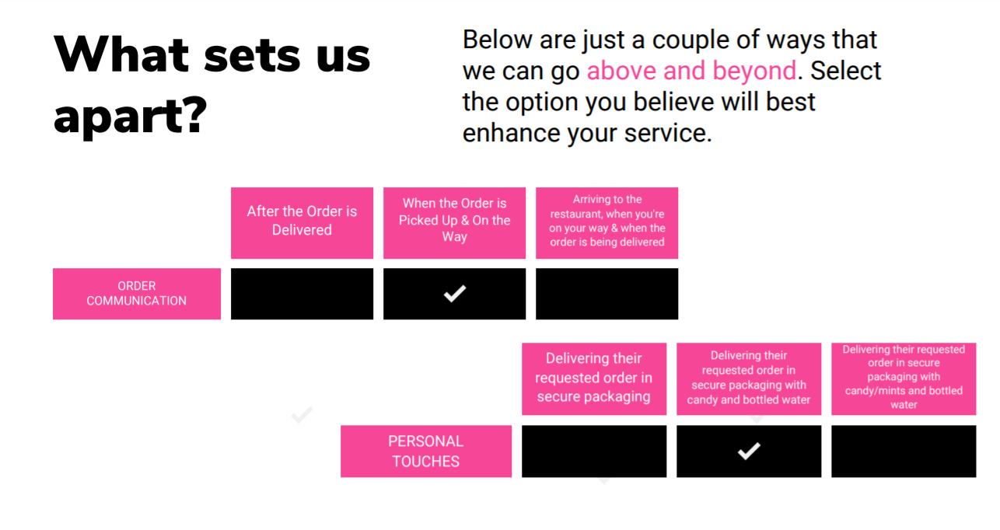 What sets us
apart?
Below are just a couple of ways that
we can go above and beyond. Select
the option you believe will best
enhance your service.
After the Order is
Delivered
When the Order is
Picked Up & On the
Way
Arriving to the
restaurant, when you're
on your way & when the
order is being delivered
ORDER
COMMUNICATION
Delivering their
requested order in
secure packaging
Delivering their
requested order in
secure packaging with
candy and bottled water
Delivering their requested
order in secure
packaging with
candy/mints and bottled
water
PERSONAL
TOUCHES